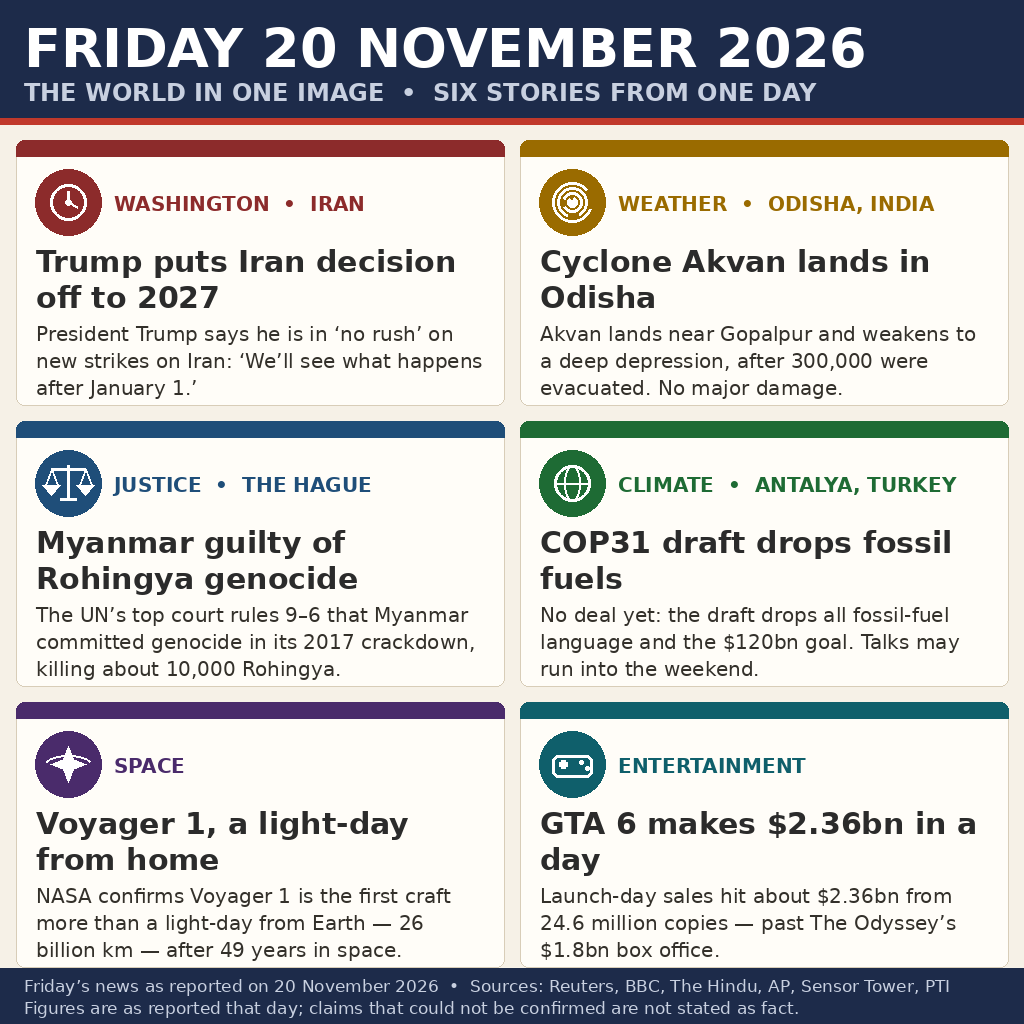 FRIDAY 20 NOVEMBER 2026
THE WORLD IN ONE IMAGE • SIX STORIES FROM ONE DAY
WASHINGTON • IRAN
Trump puts Iran decision
off to 2027
President Trump says he is in ‘no rush’ on
new strikes on Iran: ‘We’ll see what happens
after January 1.’
WEATHER • ODISHA, INDIA
Cyclone Akvan lands in
Odisha
Akvan lands near Gopalpur and weakens to
a deep depression, after 300,000 were
evacuated. No major damage.
JUSTICE • THE HAGUE
Myanmar guilty of
Rohingya genocide
The UN’s top court rules 9–6 that Myanmar
committed genocide in its 2017 crackdown,
killing about 10,000 Rohingya.
CLIMATE • ANTALYA, TURKEY
COP31 draft drops fossil
fuels
No deal yet: the draft drops all fossil-fuel
language and the $120bn goal. Talks may
run into the weekend.
SPACE
Voyager 1, a light-day
from home
NASA confirms Voyager 1 is the first craft
more than a light-day from Earth — 26
billion km — after 49 years in space.
ENTERTAINMENT
GTA 6 makes $2.36bn in a
day
Launch-day sales hit about $2.36bn from
24.6 million copies — past The Odyssey’s
$1.8bn box office.
Friday’s news as reported on 20 November 2026 • Sources: Reuters, BBC, The Hindu, AP, Sensor Tower, PTI
Figures are as reported that day; claims that could not be confirmed are not stated as fact.